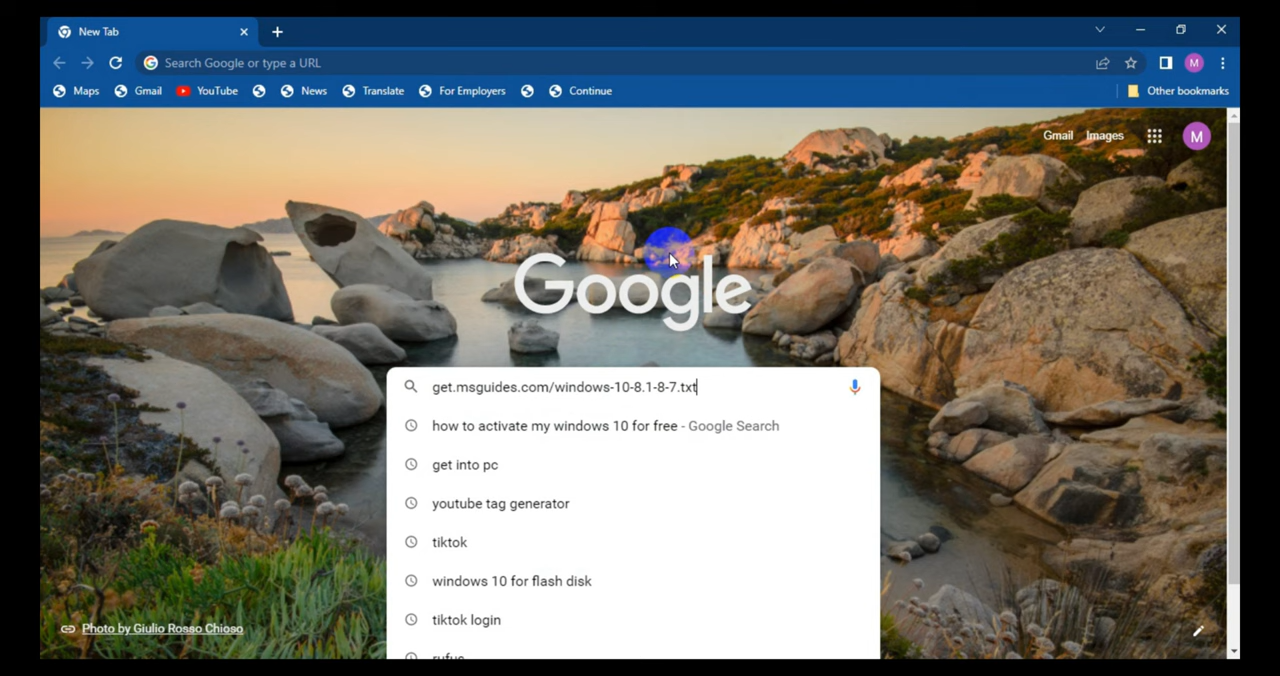 New Tab
Search Google or type a URL
M
Maps Gmail YouTube News Translate For Employers Continue Other bookmarks
Gmail Images M
Google
get.msguides.com/windows-10-8.1-8-7.txt
how to activate my windows 10 for free - Google Search
get into pc
youtube tag generator
tiktok
windows 10 for flash disk
tiktok login
rufus
Photo by Giulio Rosso Chioso